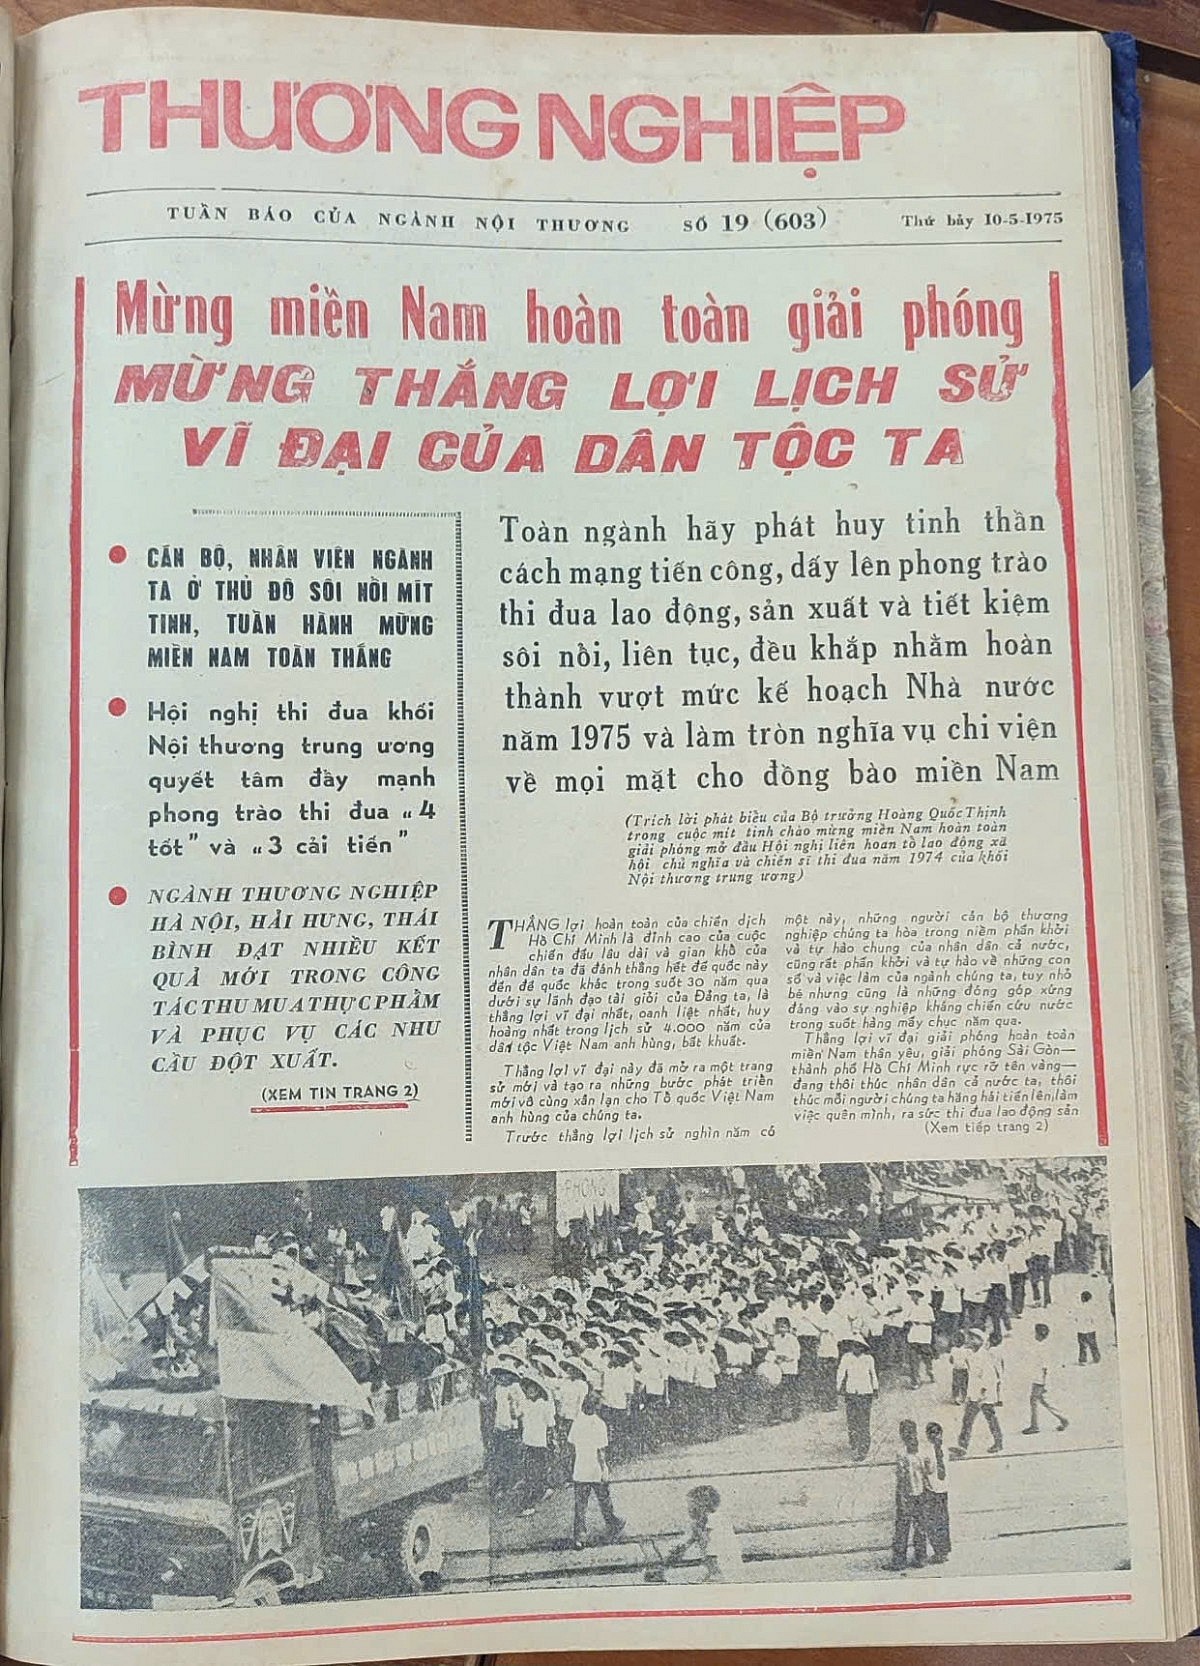 THƯƠNG NGHIỆP
TUẦN BÁO CỦA NGÀNH NỘI THƯƠNG SỐ 19 (603) Thứ bảy 10-5-1975
Mừng miền Nam hoàn toàn giải phóng
MỪNG THẮNG LỢI LỊCH SỬ
VĨ ĐẠI CỦA DÂN TỘC TA
CÁN BỘ, NHÂN VIÊN NGÀNH
TA Ở THỦ ĐÔ SÔI NỒI MÍT
TINH, TUẦN HÀNH MỪNG
MIỀN NAM TOÀN THẮNG
Hội nghị thi đua khối
Nội thương trung ương
quyết tâm đầy mạnh
phong trào thi đua «4
tốt" và «3 cải tiến"
NGÀNH THƯƠNG NGHIỆP
HÀ NỘI, HẢI HƯNG, THÁI
BÌNH ĐẠT NHIỀU KẾT
QUẢ MỚI TRONG CÔNG
TÁC THU MUA THỰC PHẦM
VÀ PHỤC VỤ CÁC NHU
CẦU ĐỘT XUẤT.
(XEM TIN TRANG 2)
Toàn ngành hãy phát huy tinh thần
cách mạng tiến công, dấy lên phong trào
thi đua lao động, sản xuất và tiết kiệm
sôi nồi, liên tục, đều khắp nhằm hoàn
thành vượt mức kế hoạch Nhà nước
năm 1975 và làm tròn nghĩa vụ chi viện
về mọi mặt cho đồng bào miền Nam
(Trích lời phát biều của Bộ trưởng Hoàng Quốc Thịnh
trong cuộc mít tinh chào mừng miền Nam hoàn toàn
giải phóng mở đầu Hội nghị liên hoan tồ lao động xã
hội chủ nghĩa và chiến sĩ thi đua năm 1974 của khối
Nội thương trung ương)
THẮNG lợi hoàn toàn của chiến dịch
Hồ Chí Minh là đỉnh cao của cuộc
chiến đấu lâu dài và gian khồ của
nhân dân ta đã đánh thắng hết đế quốc này
đến đế quốc khác trong suốt 30 năm qua
dưới sự lãnh đạo tài giỏi của Đảng ta, là
thắng lợi vĩ đại nhất, oanh liệt nhất, huy
hoàng nhất trong lịch sử 4.000 năm của
dân tộc Việt Nam anh hùng, bất khuất.
Thắng lợi vĩ đại này đã mở ra một trang
sử mới và tạo ra những bước phát triền
mới vô cùng xán lạn cho Tồ quốc Việt Nam
anh hùng của chúng ta.
Trước thắng lợi lịch sử nghìn năm có
một này, những người cán bộ thương
nghiệp chúng ta hòa trong niềm phấn khởi
và tự hào chung của nhân dân cả nước,
cũng rất phấn khởi và tự hào về những con
số và việc làm của ngành chúng ta, tuy nhỏ
bé nhưng cũng là những đóng góp xứng
đáng vào sự nghiệp kháng chiến cứu nước
trong suốt hàng mấy chục năm qua.
Thắng lợi vĩ đại giải phóng hoàn toàn
miền Nam thân yêu, giải phóng Sài Gòn—
thành phố Hồ Chí Minh rực rỡ tên vàng—
đang thôi thúc nhân dân cả nước ta, thôi
thúc mỗi người chúng ta hăng hái tiến lên, làm
việc quên mình, ra sức thi đua lao động sản
(Xem tiếp trang 2)
PHÓNG